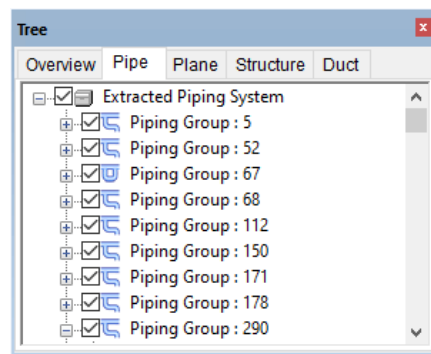 Tree
Overview Pipe Plane Structure Duct
Extracted Piping System
Piping Group : 5
Piping Group : 52
Piping Group : 67
Piping Group : 68
Piping Group : 112
Piping Group : 150
Piping Group : 171
Piping Group : 178
Piping Group : 290